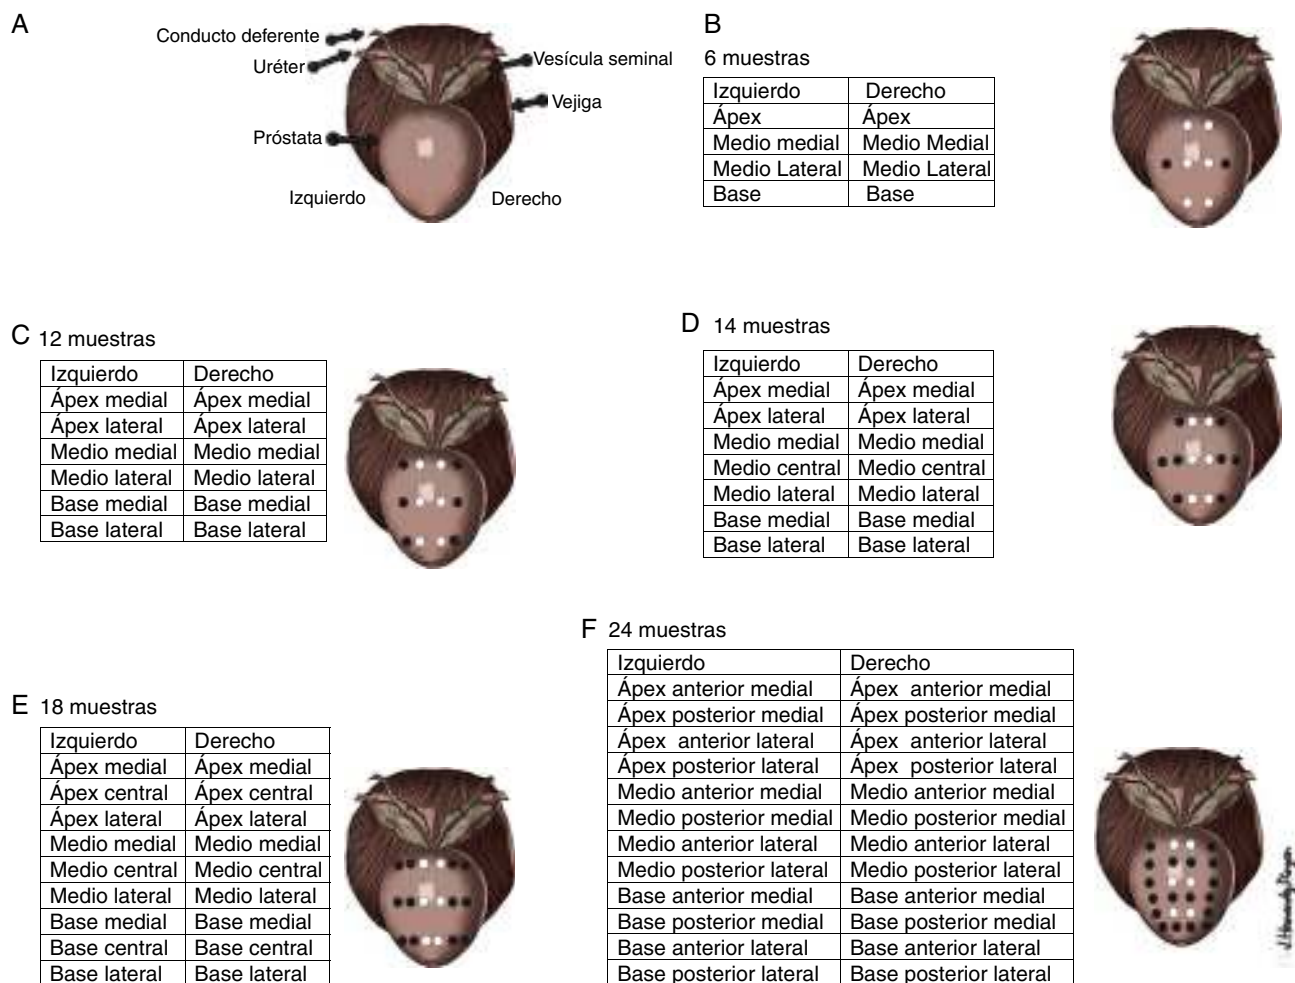 A
Conducto deferente
Uréter
Vesícula seminal
Vejiga
Próstata
Izquierdo Derecho
B
6 muestras
Izquierdo Derecho
Ápex Ápex
Medio medial Medio Medial
Medio Lateral Medio Lateral
Base Base
C 12 muestras
Izquierdo Derecho
Ápex medial Ápex medial
Ápex lateral Ápex lateral
Medio medial Medio medial
Medio lateral Medio lateral
Base medial Base medial
Base lateral Base lateral
D 14 muestras
Izquierdo Derecho
Ápex medial Ápex medial
Ápex lateral Ápex lateral
Medio medial Medio medial
Medio central Medio central
Medio lateral Medio lateral
Base medial Base medial
Base lateral Base lateral
E 18 muestras
Izquierdo Derecho
Ápex medial Ápex medial
Ápex central Ápex central
Ápex lateral Ápex lateral
Medio medial Medio medial
Medio central Medio central
Medio lateral Medio lateral
Base medial Base medial
Base central Base central
Base lateral Base lateral
F 24 muestras
Izquierdo Derecho
Ápex anterior medial Ápex anterior medial
Ápex posterior medial Ápex posterior medial
Ápex anterior lateral Ápex anterior lateral
Ápex posterior lateral Ápex posterior lateral
Medio anterior medial Medio anterior medial
Medio posterior medial Medio posterior medial
Medio anterior lateral Medio anterior lateral
Medio posterior lateral Medio posterior lateral
Base anterior medial Base anterior medial
Base posterior medial Base posterior medial
Base anterior lateral Base anterior lateral
Base posterior lateral Base posterior lateral